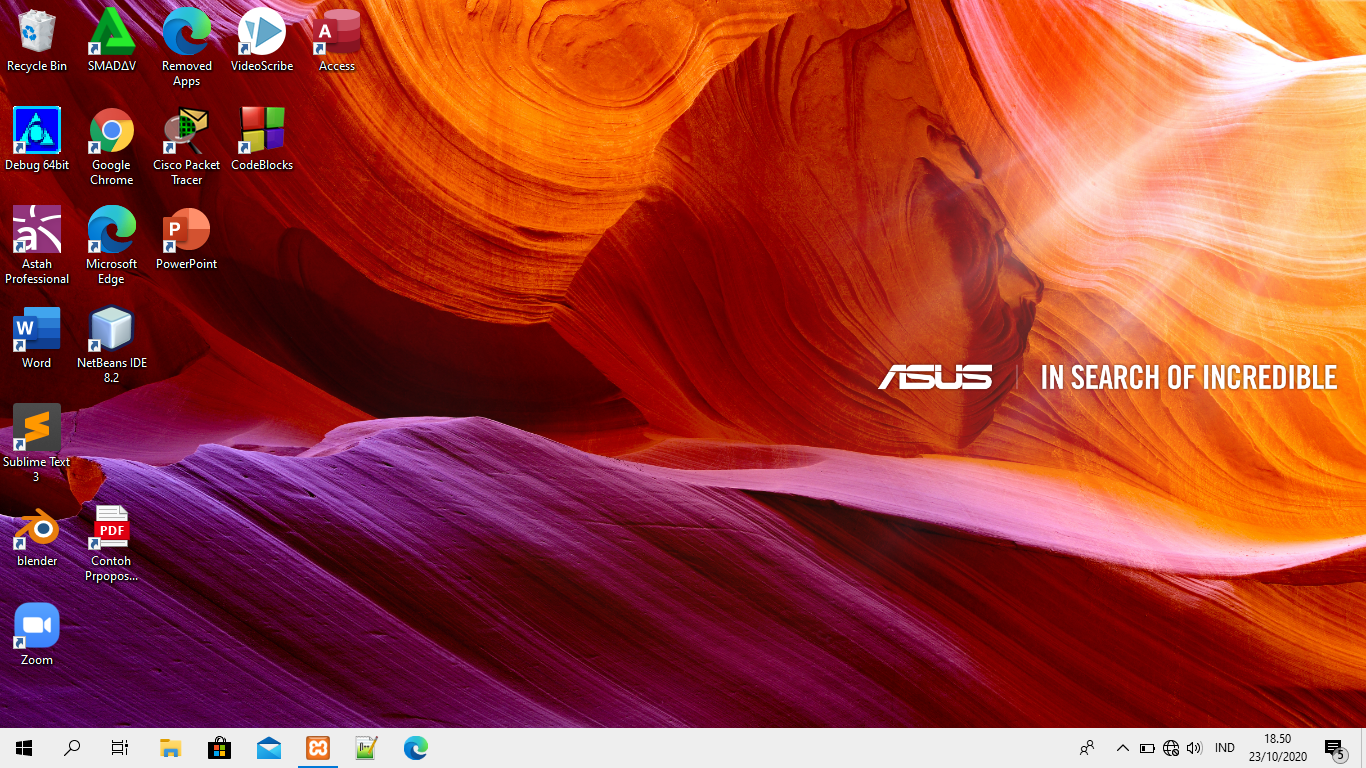 Recycle Bin
SMADΔV
Removed
Apps
VideoScribe
A
Access
Debug 64bit
Google
Chrome
Cisco Packet
Tracer
CodeBlocks
a
Astah
Professional
Microsoft
Edge
P
PowerPoint
W
Word
NetBeans IDE
8.2
ASUS
IN SEARCH OF INCREDIBLE
S
Sublime Text
3
blender
PDF
Contoh
Prpopos...
Zoom
IND
18.50
23/10/2020
5